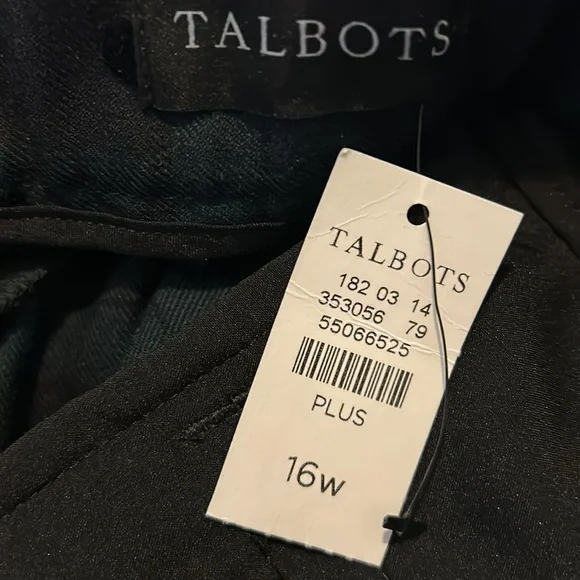 TALBOTS
TALBOTS
182 03 14
353056 79
55066525
PLUS
16w